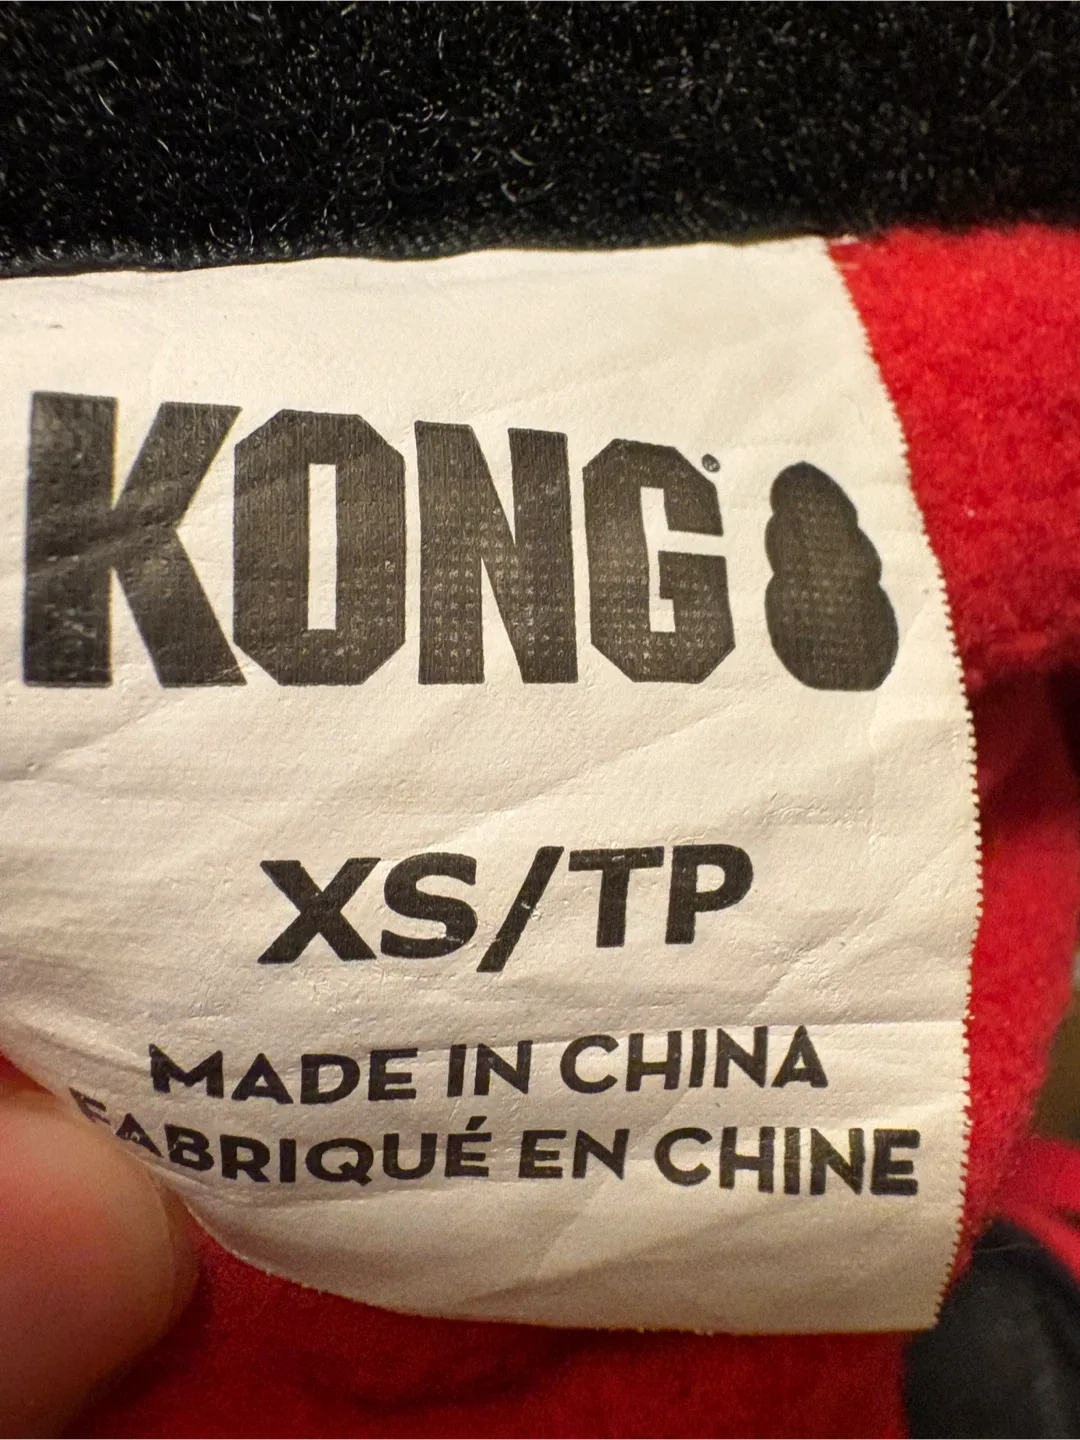 KONG®
XS/TP
MADE IN CHINA
FABRIQUÉ EN CHINE